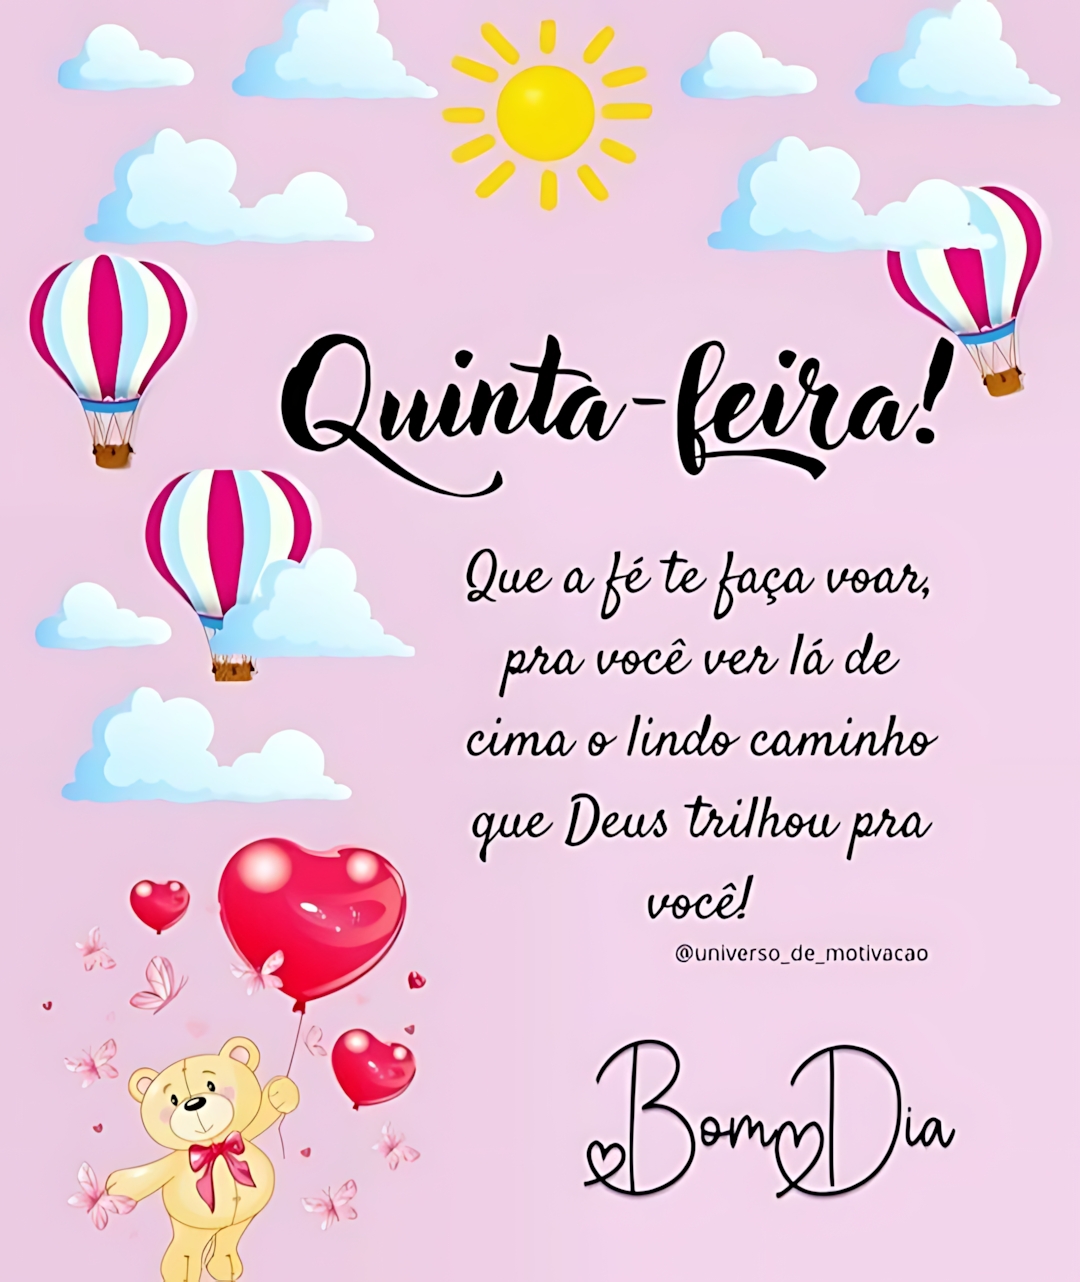 Quinta-feira!
Que a fé te faça voar,
pra você ver lá de
cima o lindo caminho
que Deus trilhou pra
você!
@universo_de_motivacao
Bom Dia